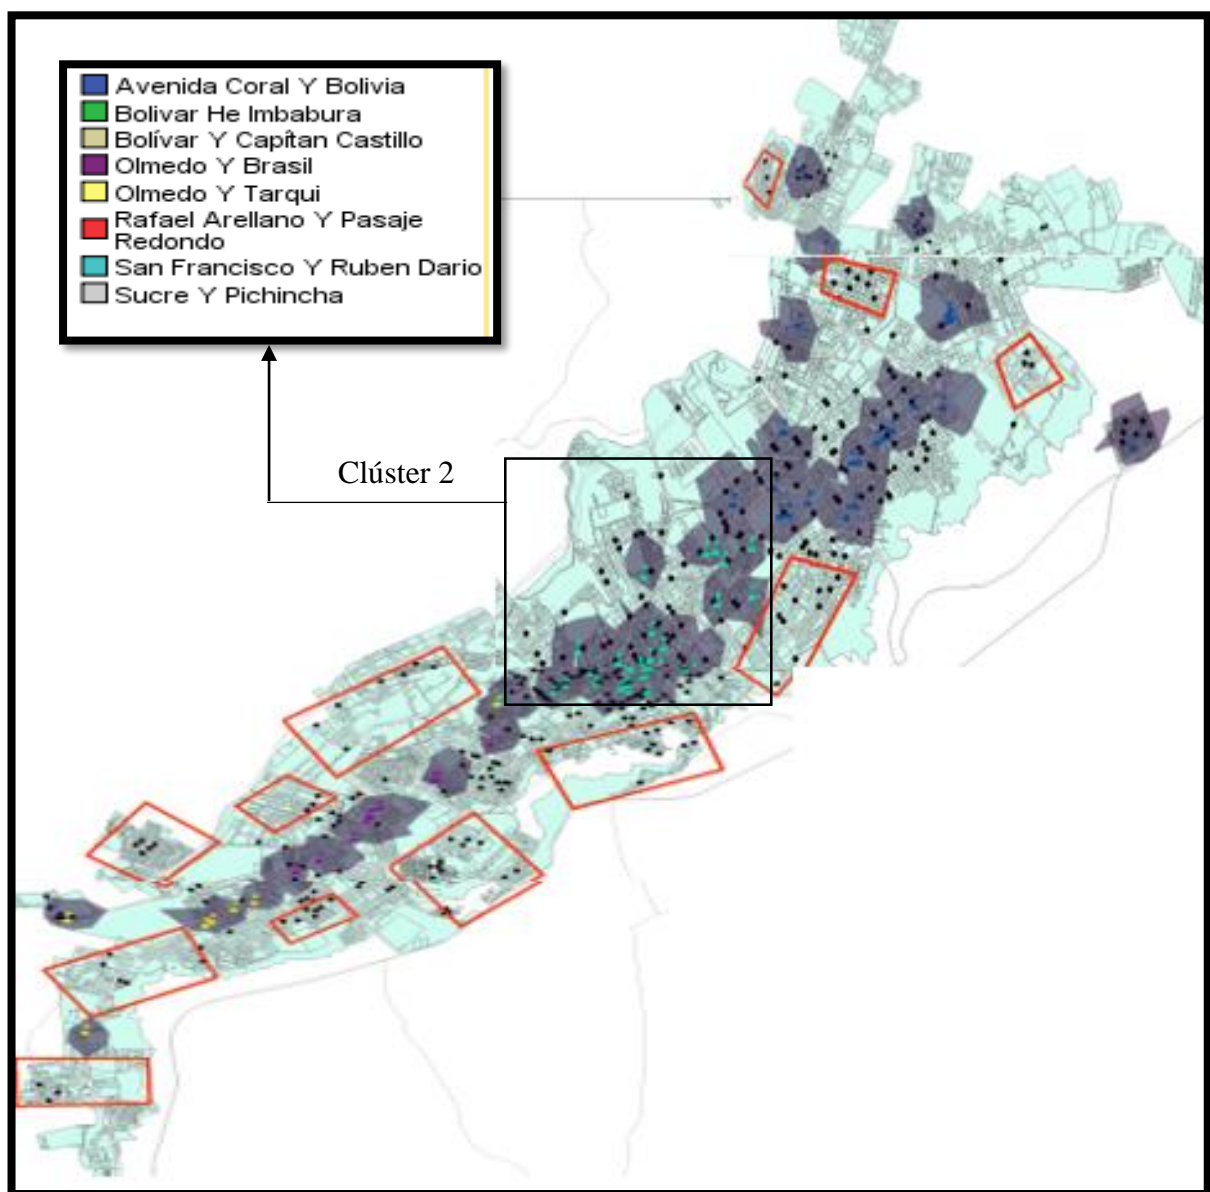 Avenida Coral Y Bolivia
Bolivar He Imbabura
Bolívar Y Capîtan Castillo
Olmedo Y Brasil
Olmedo Y Tarqui
Rafael Arellano Y Pasaje
Redondo
San Francisco Y Ruben Dario
Sucre Y Pichincha
Clúster 2